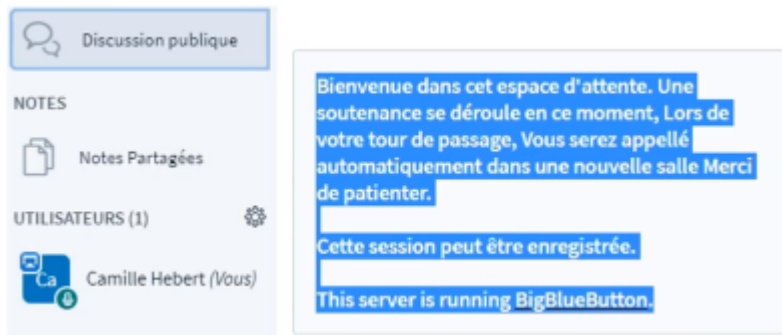 Discussion publique
NOTES
Notes Partagées
UTILISATEURS (1)
Ca
Camille Hebert (Vous)
Bienvenue dans cet espace d'attente. Une
soutenance se déroule en ce moment, Lors de
votre tour de passage, Vous serez appellé
automatiquement dans une nouvelle salle Merci
de patienter.
Cette session peut être enregistrée.
This server is running BigBlueButton.